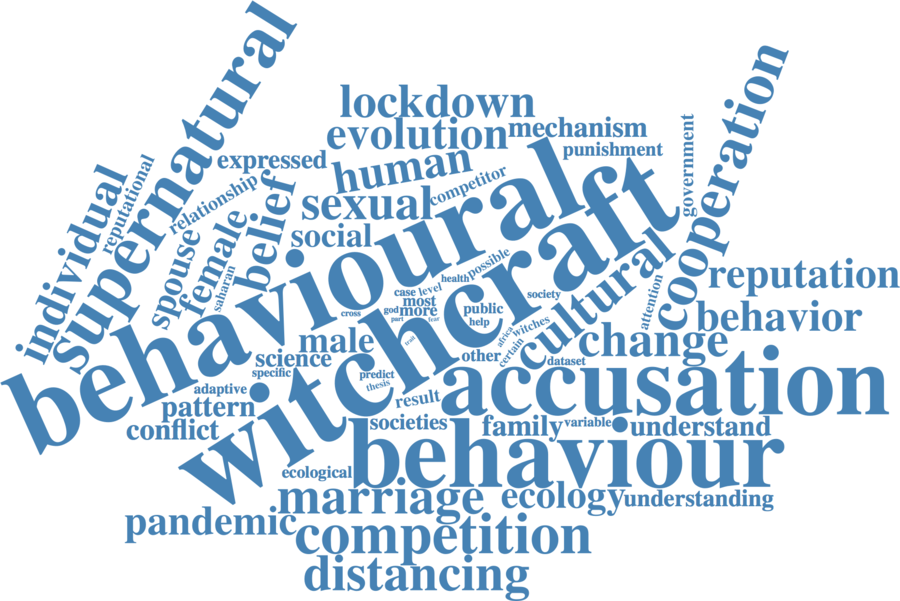 supernatural
lockdown
evolution
mechanism
punishment
government
cooperation
expressed
human
competitor
individual
reputational
relationship
belief
sexual
social
behavioural
witchcraft
spouse
female
saharan
health
possible
case
level
most
more
god
part
fear
cross
trait
public
help
society
africa
witches
certain
cultural
attention
reputation
behavior
change
male
science
specific
predict
thesis
other
dataset
accusation
adaptive
pattern
conflict
result
societies
family
variable
understand
behaviour
ecological
marriage
ecology
understanding
pandemic
competition
distancing